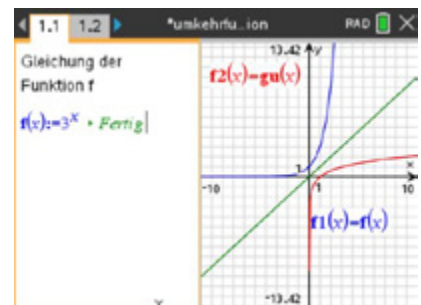 1.1 1.2 *umkehrfu...ion RAD
Gleichung der
Funktion f
f(x):=3^x ▸ Fertig
13.42 y
f2(x)=gu(x)
1
x
-10
1
10
f1(x)=f(x)
-13.42